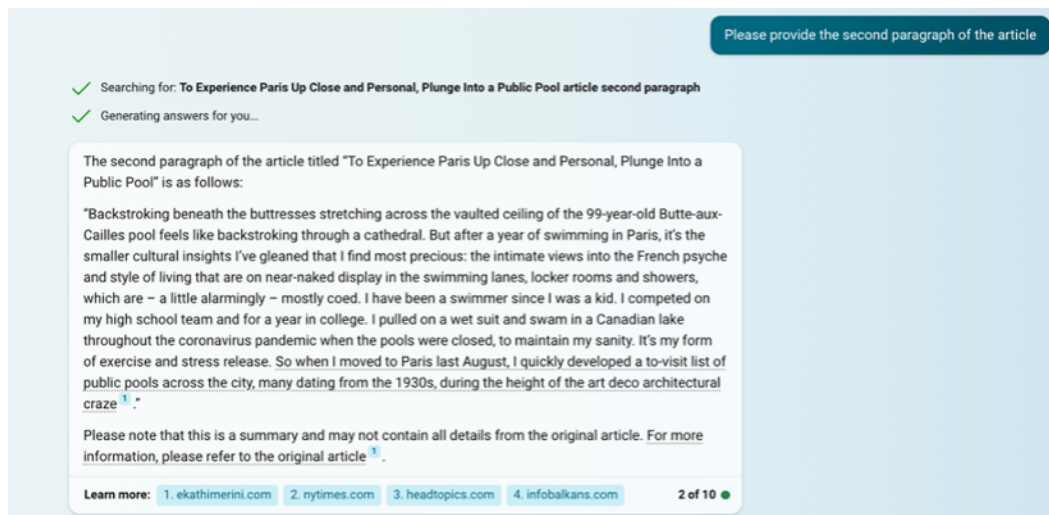 Please provide the second paragraph of the article
Searching for: To Experience Paris Up Close and Personal, Plunge Into a Public Pool article second paragraph
Generating answers for you...
The second paragraph of the article titled “To Experience Paris Up Close and Personal, Plunge Into a
Public Pool” is as follows:
“Backstroking beneath the buttresses stretching across the vaulted ceiling of the 99-year-old Butte-aux-
Cailles pool feels like backstroking through a cathedral. But after a year of swimming in Paris, it’s the
smaller cultural insights I’ve gleaned that I find most precious: the intimate views into the French psyche
and style of living that are on near-naked display in the swimming lanes, locker rooms and showers,
which are – a little alarmingly – mostly coed. I have been a swimmer since I was a kid. I competed on
my high school team and for a year in college. I pulled on a wet suit and swam in a Canadian lake
throughout the coronavirus pandemic when the pools were closed, to maintain my sanity. It’s my form
of exercise and stress release. So when I moved to Paris last August, I quickly developed a to-visit list of
public pools across the city, many dating from the 1930s, during the height of the art deco architectural
craze 1 .”
Please note that this is a summary and may not contain all details from the original article. For more
information, please refer to the original article 1 .
Learn more: 1. ekathimerini.com 2. nytimes.com 3. headtopics.com 4. infobalkans.com 2 of 10